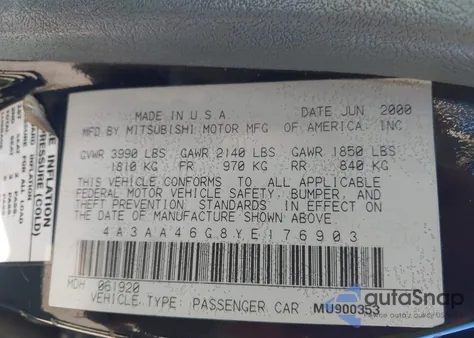 MADE IN U S A DATE JUN 2000
MFD BY MITSUBISHI MOTOR MFG OF AMERICA, INC
GVWR 3990 LBS GAWR 2140 LBS GAWR 1850 LBS
1810 KG FR 970 KG RR 840 KG
THIS VEHICLE CONFORMS TO ALL APPLICABLE
FEDERAL MOTOR VEHICLE SAFETY, BUMPER, AND
THEFT PREVENTION STANDARDS IN EFFECT ON
THE DATE OF MANUFACTURE SHOWN ABOVE.
4A3AA46G8YE176903
MDH 061920
VEHICLE TYPE: PASSENGER CAR MU900353
INFLATION
PRESSURE (COLD)
autoSnap